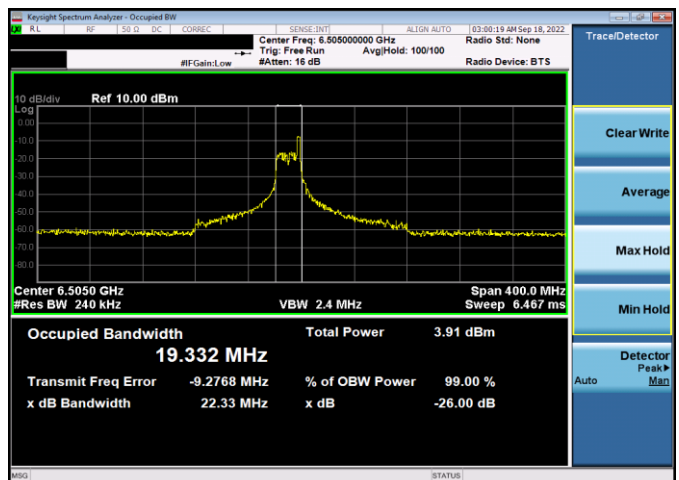 Keysight Spectrum Analyzer - Occupied BW
RL RF 50 Ω DC CORREC SENSE:INT ALIGN AUTO 03:00:19 AM Sep 18, 2022
Center Freq: 6.505000000 GHz Radio Std: None
Trig: Free Run Avg|Hold: 100/100
#IFGain:Low #Atten: 16 dB Radio Device: BTS
Trace/Detector
10 dB/div Ref 10.00 dBm
Log
0.00
-10.0
-20.0
-30.0
-40.0
-50.0
-60.0
-70.0
-80.0
Center 6.5050 GHz Span 400.0 MHz
#Res BW 240 kHz VBW 2.4 MHz Sweep 6.467 ms
Occupied Bandwidth Total Power 3.91 dBm
19.332 MHz
Transmit Freq Error -9.2768 MHz % of OBW Power 99.00 %
x dB Bandwidth 22.33 MHz x dB -26.00 dB
Clear Write
Average
Max Hold
Min Hold
Detector
Peak▶
Auto Man
MSG STATUS